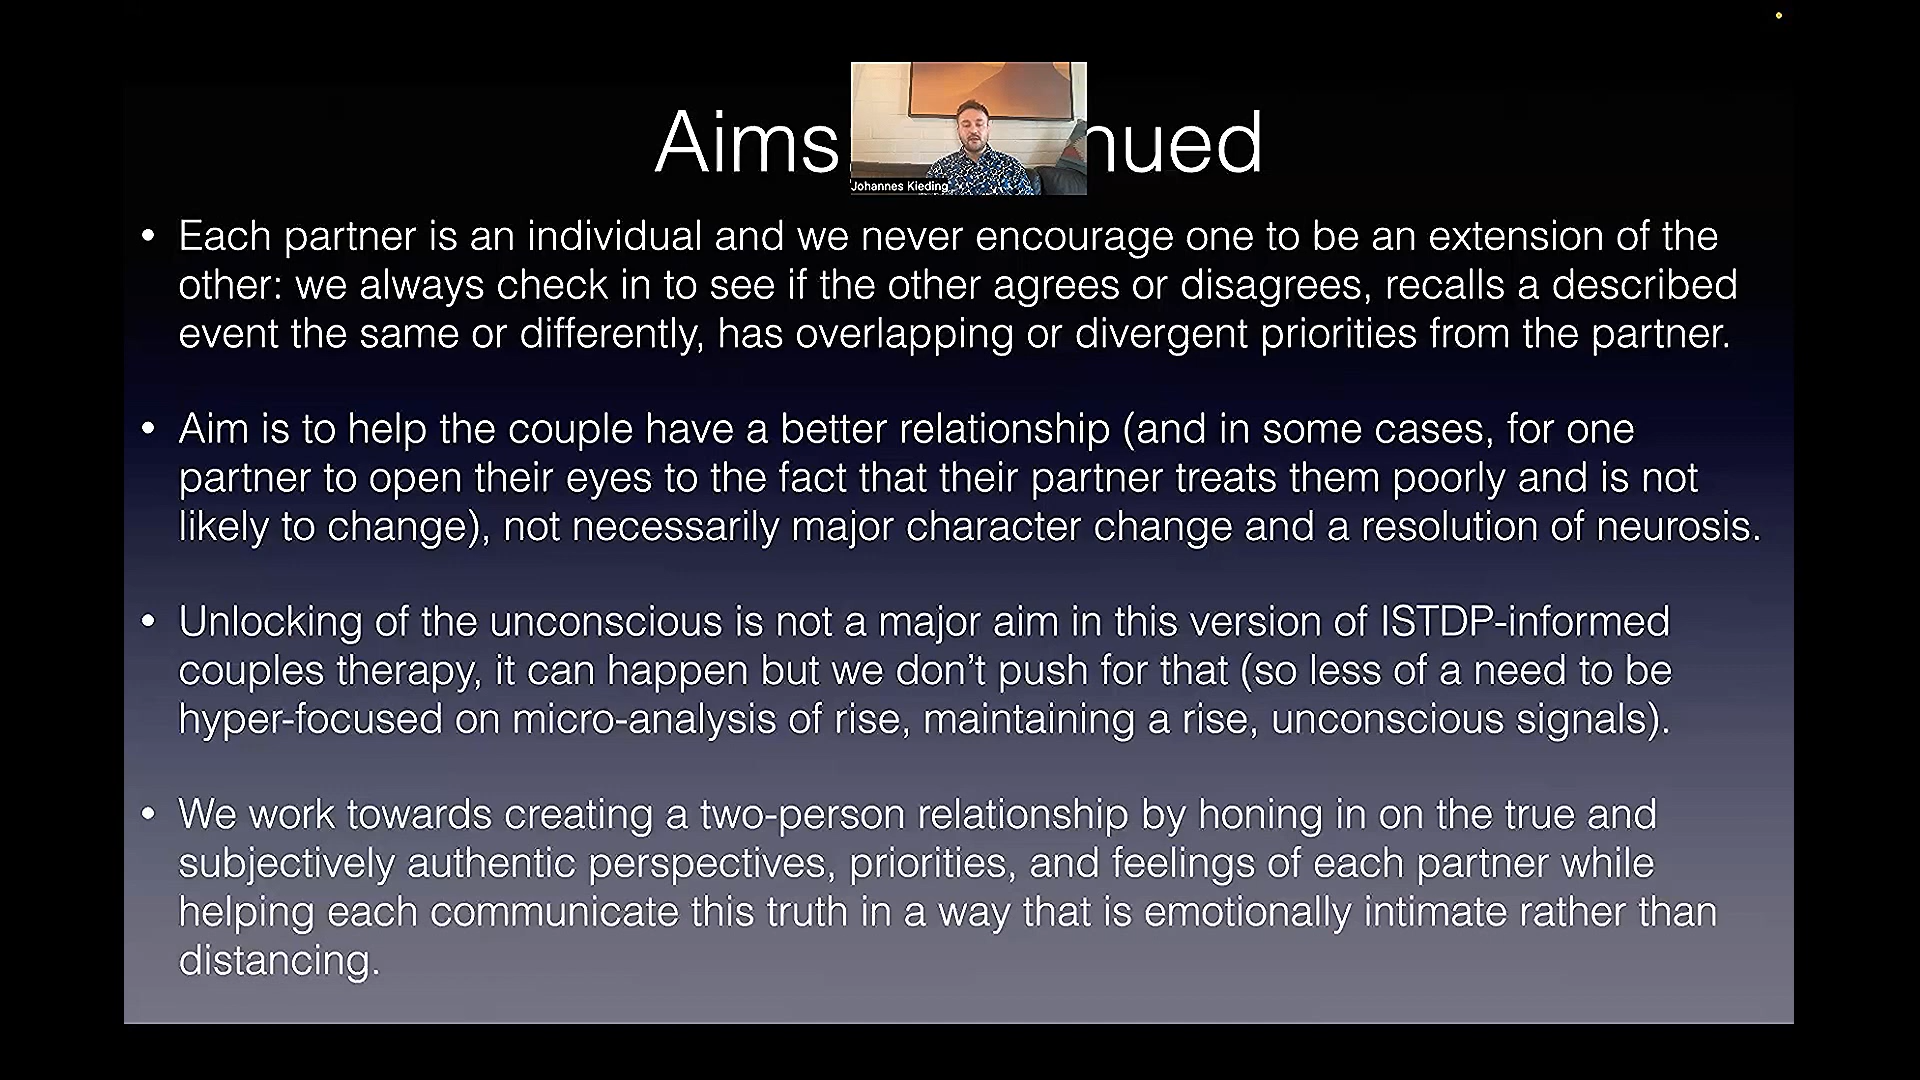 Aims nued
Johannes Kieding
• Each partner is an individual and we never encourage one to be an extension of the
other: we always check in to see if the other agrees or disagrees, recalls a described
event the same or differently, has overlapping or divergent priorities from the partner.
• Aim is to help the couple have a better relationship (and in some cases, for one
partner to open their eyes to the fact that their partner treats them poorly and is not
likely to change), not necessarily major character change and a resolution of neurosis.
• Unlocking of the unconscious is not a major aim in this version of ISTDP-informed
couples therapy, it can happen but we don’t push for that (so less of a need to be
hyper-focused on micro-analysis of rise, maintaining a rise, unconscious signals).
• We work towards creating a two-person relationship by honing in on the true and
subjectively authentic perspectives, priorities, and feelings of each partner while
helping each communicate this truth in a way that is emotionally intimate rather than
distancing.